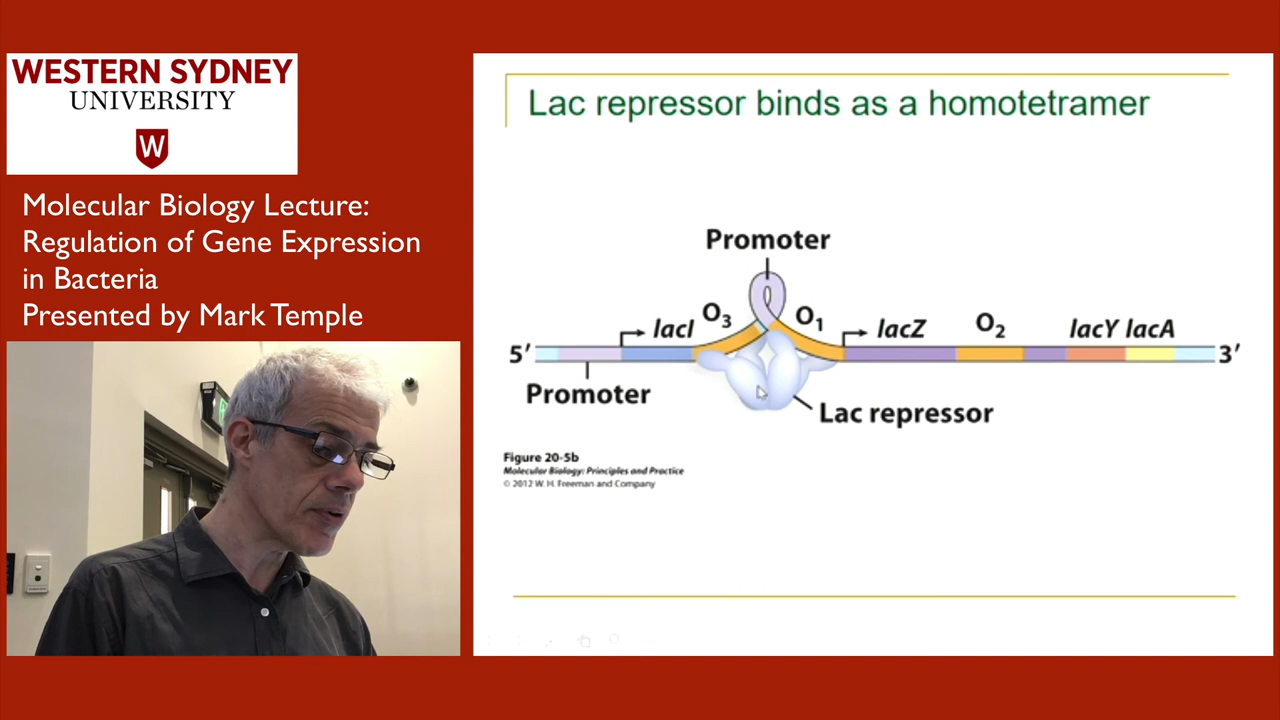 WESTERN SYDNEY
UNIVERSITY
W
Molecular Biology Lecture:
Regulation of Gene Expression
in Bacteria
Presented by Mark Temple
Lac repressor binds as a homotetramer
Promoter
lacI
O3
O1
lacZ
O2
lacY lacA
5′
3′
Promoter
Lac repressor
Figure 20-5b
Molecular Biology: Principles and Practice
© 2012 W. H. Freeman and Company